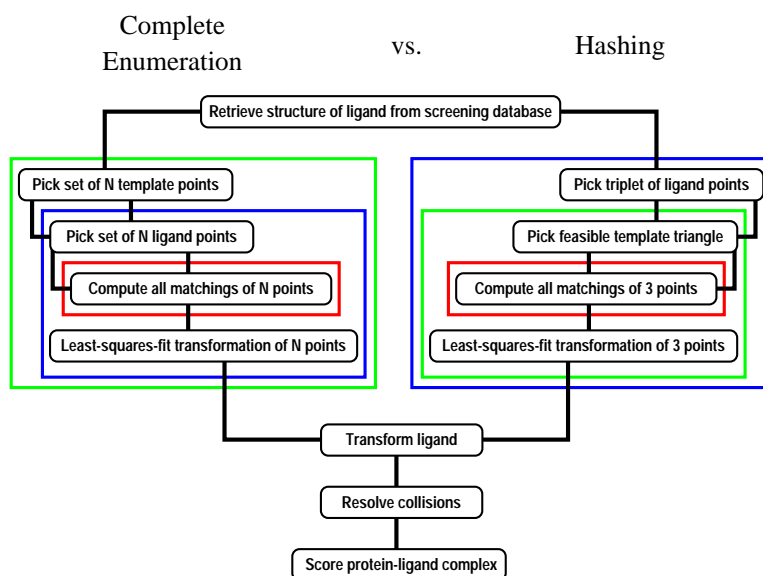 Complete
Enumeration
vs.
Hashing
Retrieve structure of ligand from screening database
Pick set of N template points
Pick set of N ligand points
Compute all matchings of N points
Least-squares-fit transformation of N points
Pick triplet of ligand points
Pick feasible template triangle
Compute all matchings of 3 points
Least-squares-fit transformation of 3 points
Transform ligand
Resolve collisions
Score protein-ligand complex